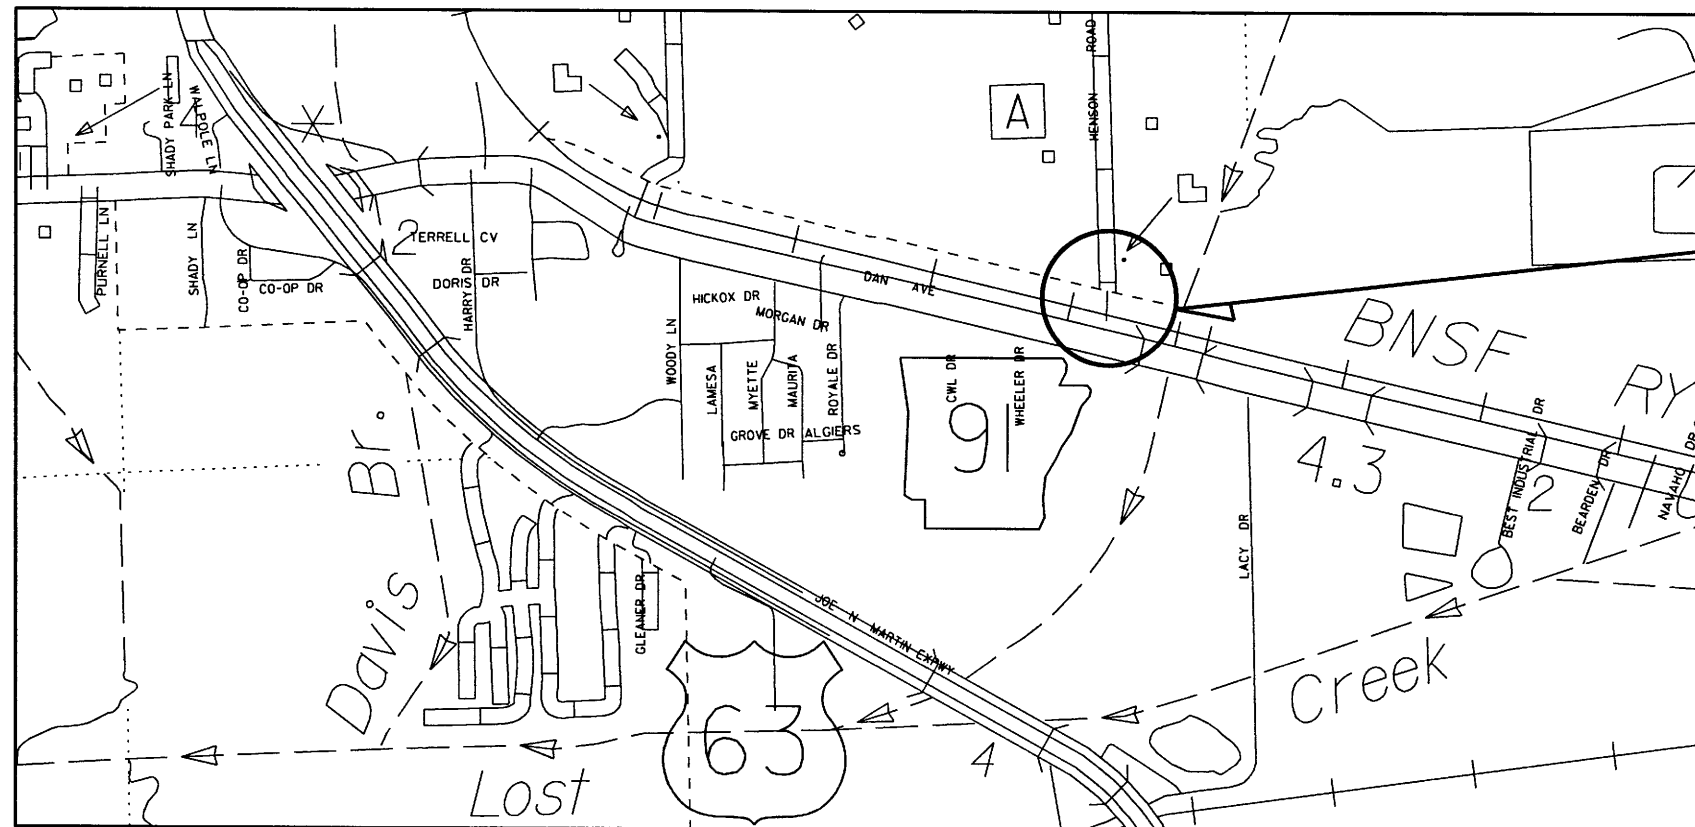 SHADY PARK LN
WALPOLE LN
4
PURNELL LN
SHADY LN
CO-OP DR
CO-OP DR
2
TERRELL CV
DORIS DR
HARRY DR
A
HENSON ROAD
DAN AVE
HICKOX DR
MORGAN DR
WOODY LN
LAMESA
MYETTE
MAURITA
ROYALE DR
GROVE DR
ALGIERS
CWL DR
WHEELER DR
91
BNSF RY
4.3
2
BEST INDUSTRIAL DR
BEARDEN DR
NAVAHO DR
LACY DR
GLEANER DR
JOE N MARTIN EXPWY
Davis Br.
63
4
Lost Creek